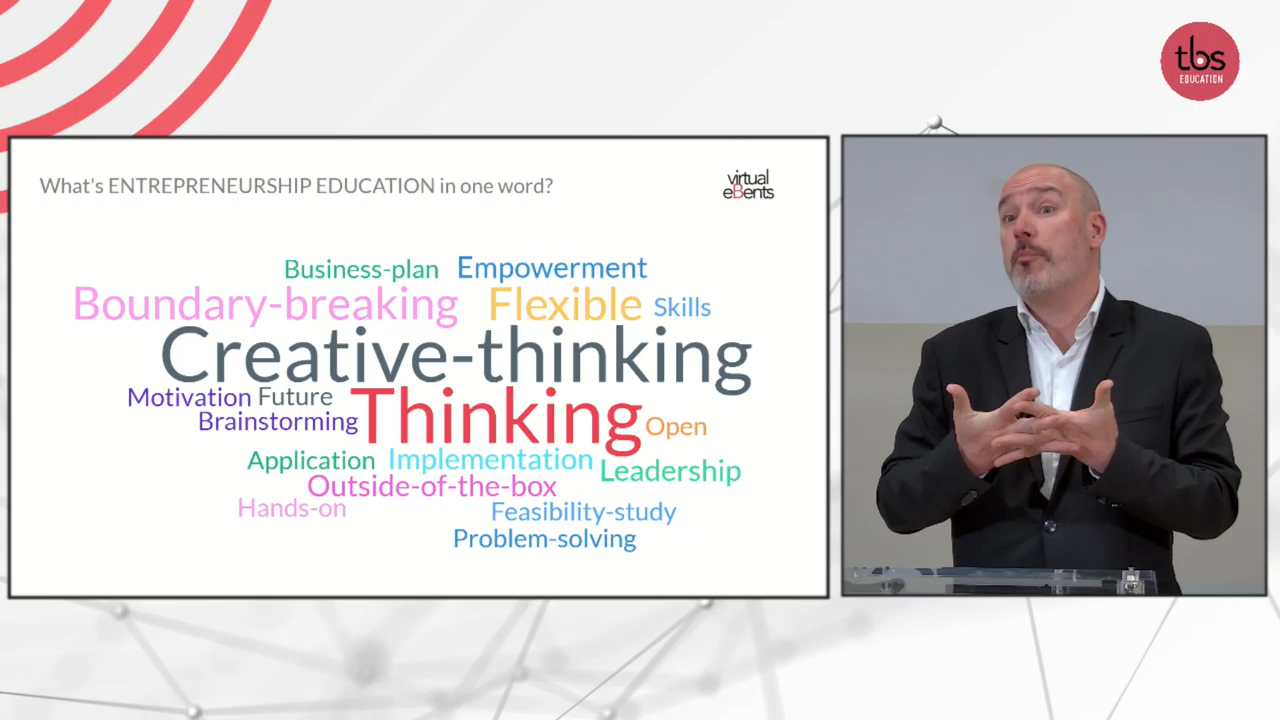 tbs
EDUCATION
What's ENTREPRENEURSHIP EDUCATION in one word?
virtual
eBents
Business-plan Empowerment
Boundary-breaking Flexible Skills
Creative-thinking
Motivation Future
Brainstorming Thinking Open
Application Implementation Leadership
Outside-of-the-box
Hands-on Feasibility-study
Problem-solving